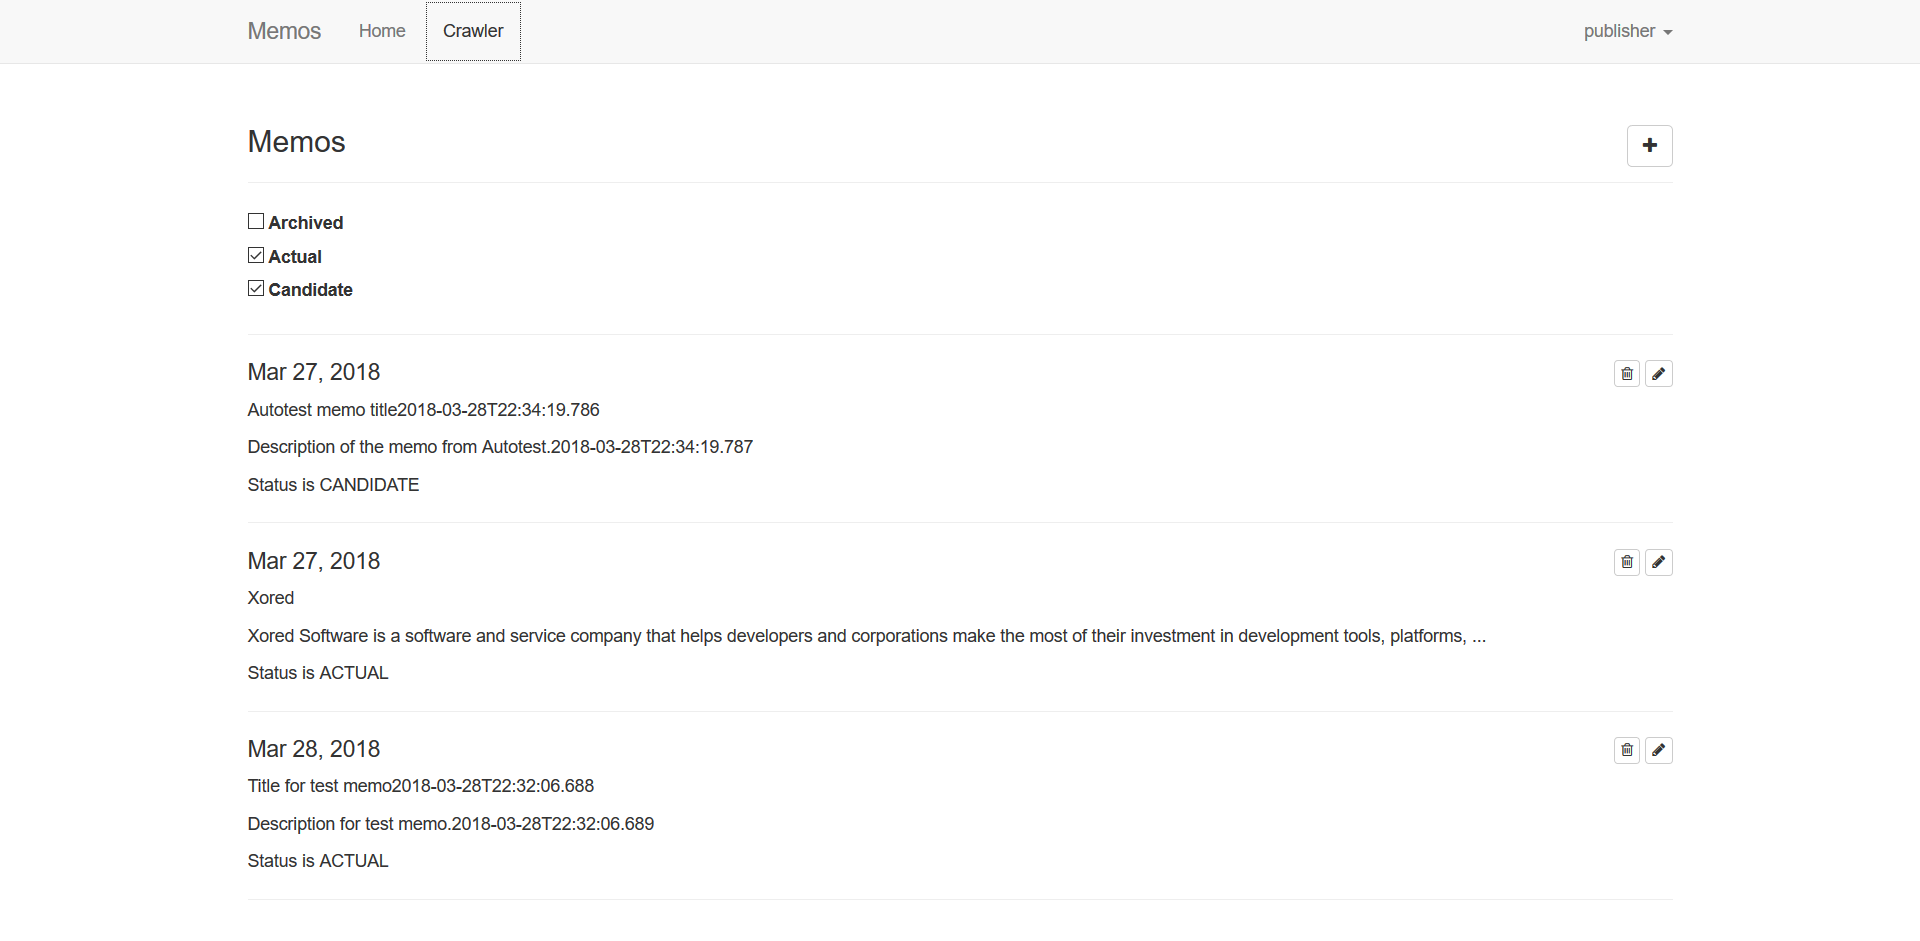 Memos Home Crawler publisher
Memos
Archived
Actual
Candidate
Mar 27, 2018
Autotest memo title2018-03-28T22:34:19.786
Description of the memo from Autotest.2018-03-28T22:34:19.787
Status is CANDIDATE
Mar 27, 2018
Xored
Xored Software is a software and service company that helps developers and corporations make the most of their investment in development tools, platforms, ...
Status is ACTUAL
Mar 28, 2018
Title for test memo2018-03-28T22:32:06.688
Description for test memo.2018-03-28T22:32:06.689
Status is ACTUAL